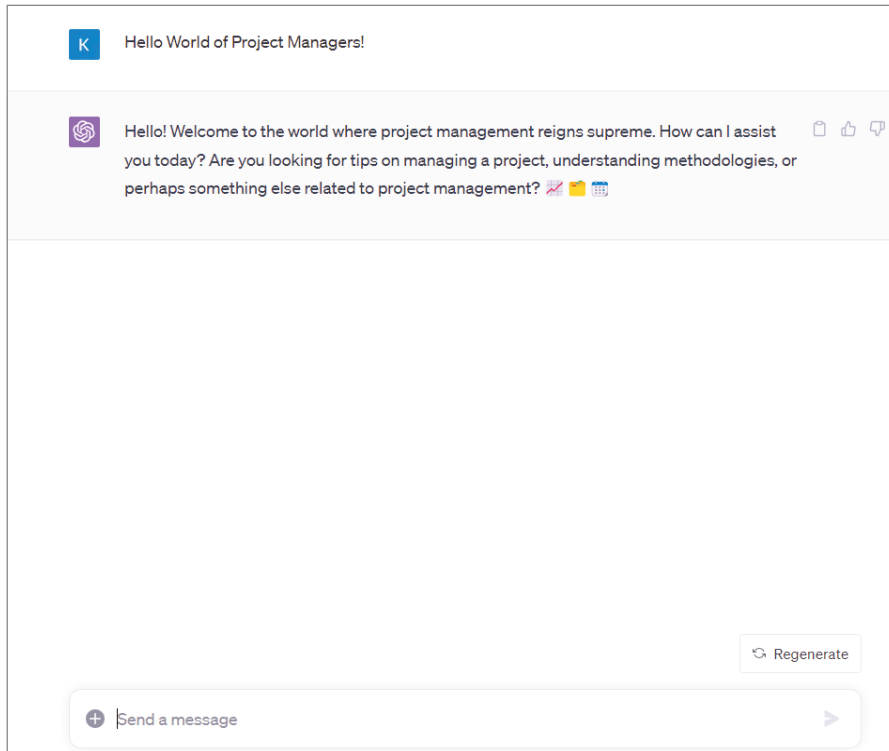 K
Hello World of Project Managers!
Hello! Welcome to the world where project management reigns supreme. How can I assist
you today? Are you looking for tips on managing a project, understanding methodologies, or
perhaps something else related to project management? 📈 🗂️ 📅
Regenerate
Send a message